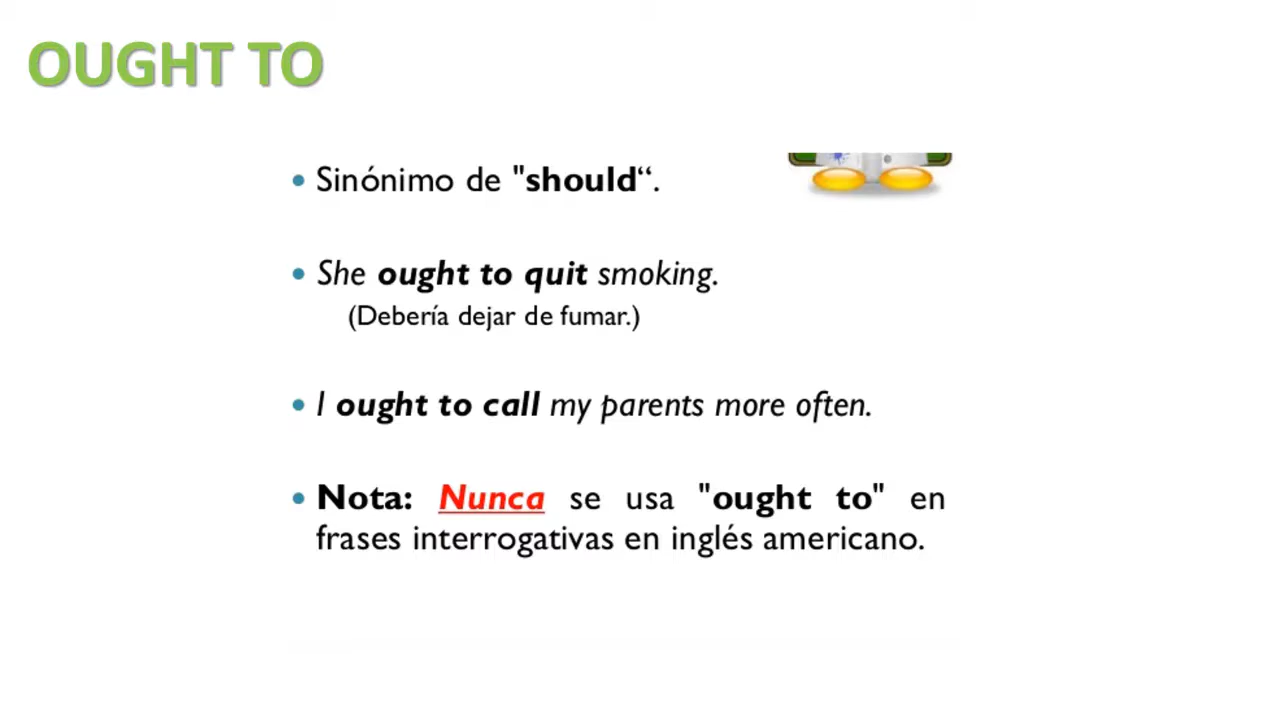 OUGHT TO
• Sinónimo de "should“.
• She ought to quit smoking.
(Debería dejar de fumar.)
• I ought to call my parents more often.
• Nota: Nunca se usa "ought to" en
frases interrogativas en inglés americano.